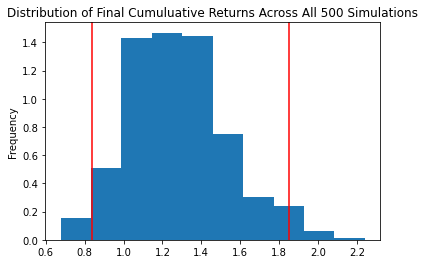 Distribution of Final Cumuluative Returns Across All 500 Simulations
Frequency
1.4
1.2
1.0
0.8
0.6
0.4
0.2
0.0
0.6 0.8 1.0 1.2 1.4 1.6 1.8 2.0 2.2